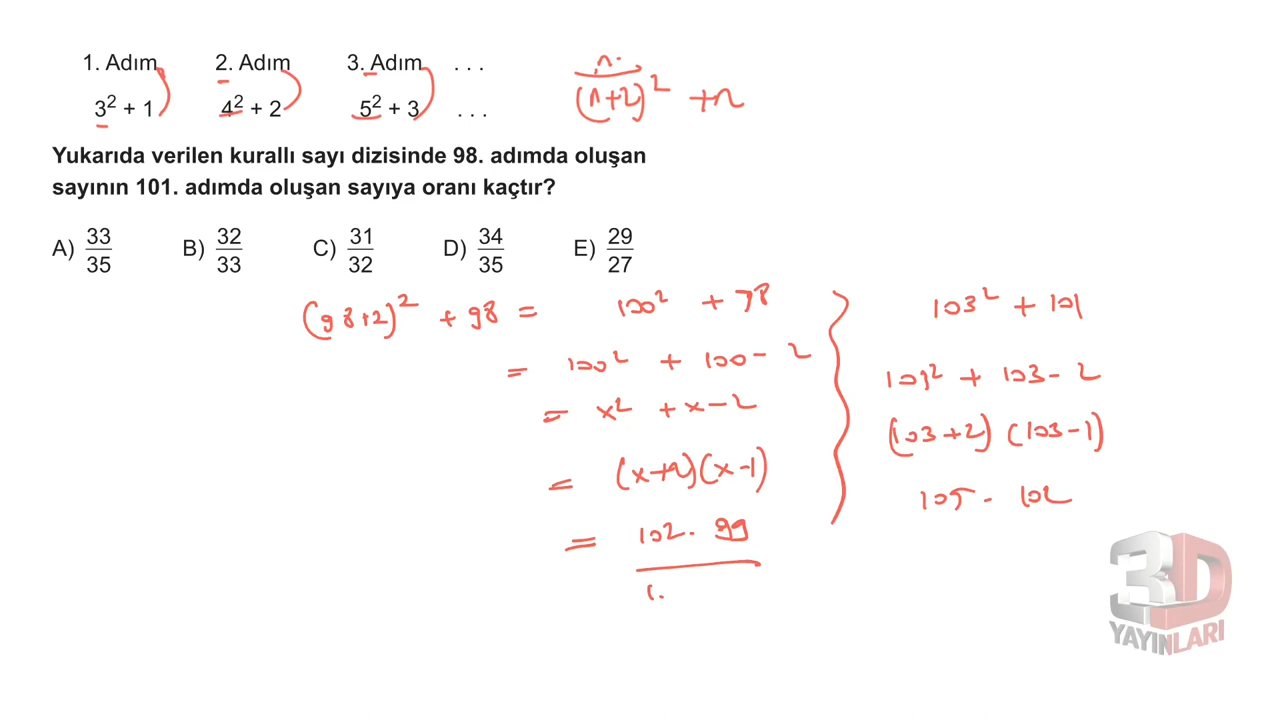 1. Adım 2. Adım 3. Adım . . .
3² + 1 4² + 2 5² + 3 . . .
n.
(n+2)² + n
Yukarıda verilen kurallı sayı dizisinde 98. adımda oluşan
sayının 101. adımda oluşan sayıya oranı kaçtır?
A) 33/35 B) 32/33 C) 31/32 D) 34/35 E) 29/27
(98+2)² + 98 = 100² + 98
= 100² + 100 - 2
= x² + x - 2
= (x+2)(x-1)
= 102 . 99
1.
103² + 101
103² + 103 - 2
(103+2) (103-1)
105 . 102
3D
YAYINLARI